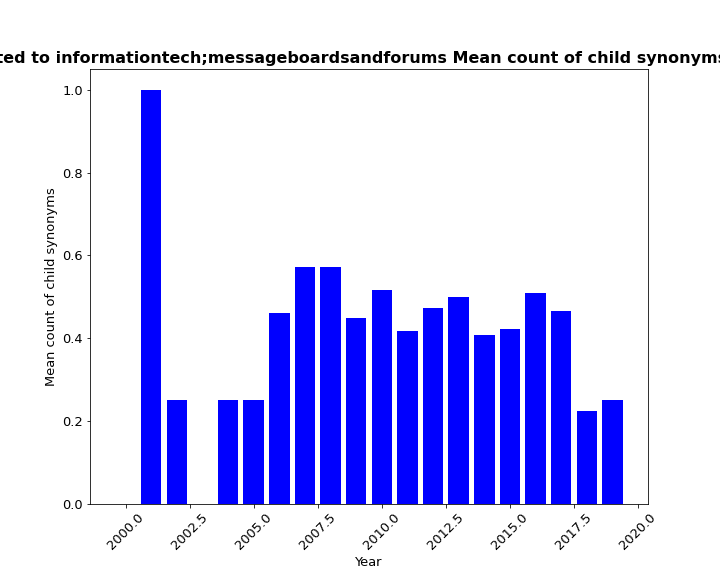 ted to informationtech;messageboardsandforums Mean count of child synonyms
1.0
0.8
0.6
0.4
0.2
0.0
Mean count of child synonyms
2000.0 2002.5 2005.0 2007.5 2010.0 2012.5 2015.0 2017.5 2020.0
Year